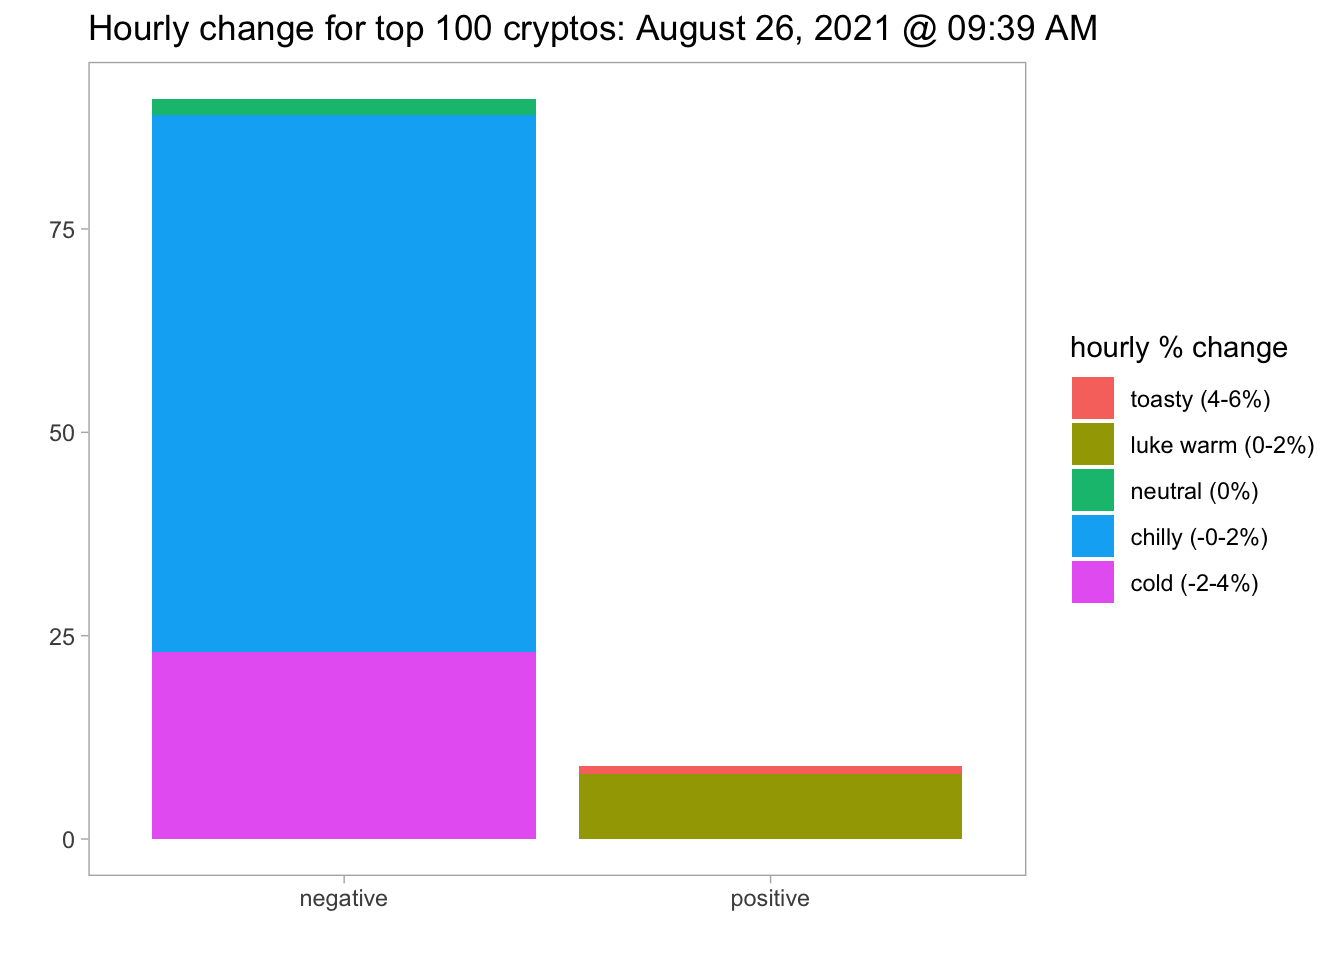 Hourly change for top 100 cryptos: August 26, 2021 @ 09:39 AM
75
50
25
0
negative
positive
hourly % change
toasty (4-6%)
luke warm (0-2%)
neutral (0%)
chilly (-0-2%)
cold (-2-4%)